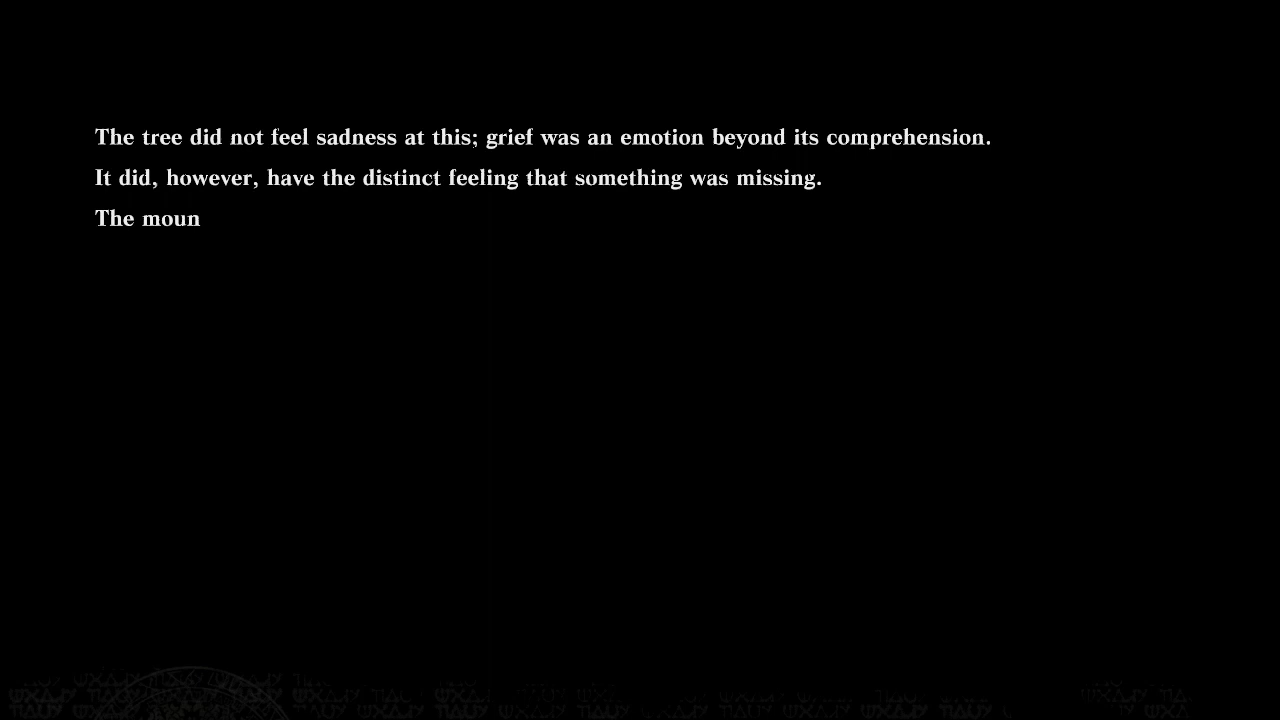 The tree did not feel sadness at this; grief was an emotion beyond its comprehension.
It did, however, have the distinct feeling that something was missing.
The moun